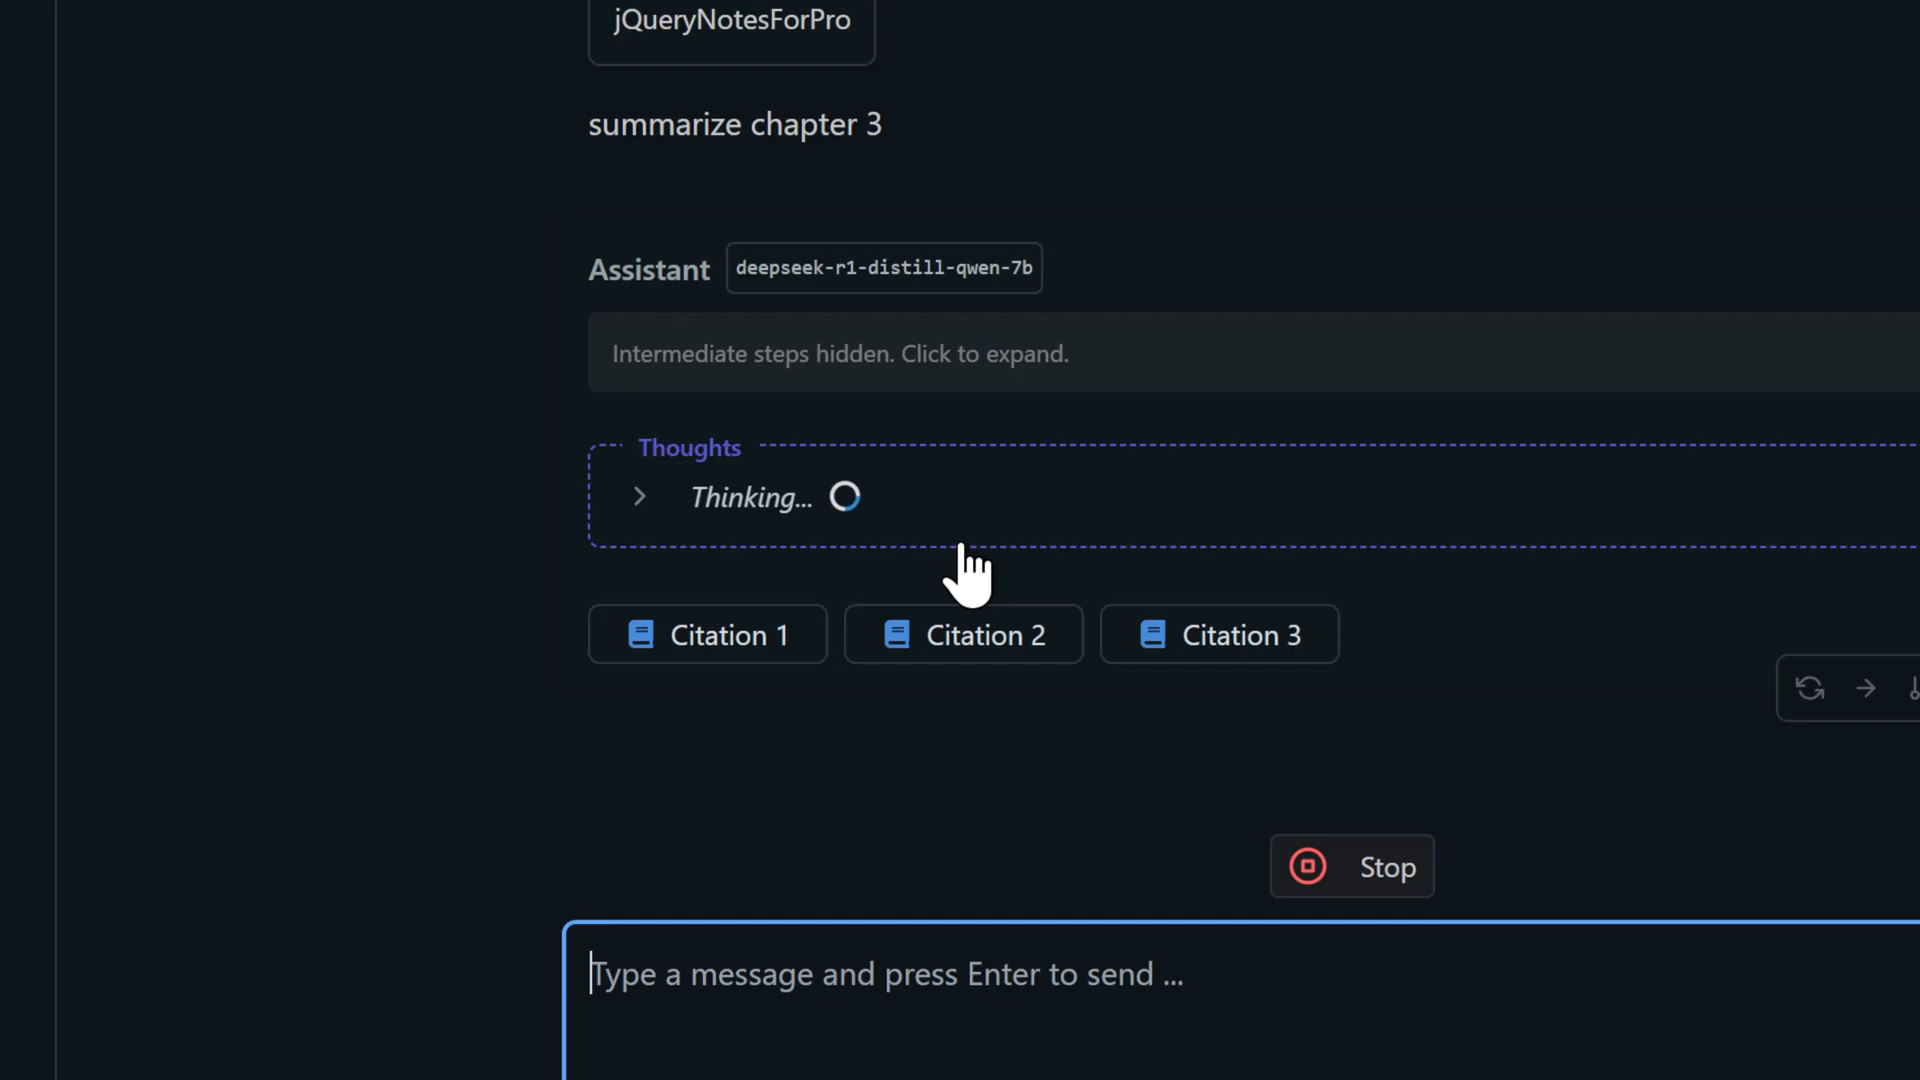 jQueryNotesForPro
summarize chapter 3
Assistant deepseek-r1-distill-qwen-7b
Intermediate steps hidden. Click to expand.
Thoughts
Thinking...
Citation 1 Citation 2 Citation 3
Stop
Type a message and press Enter to send ...